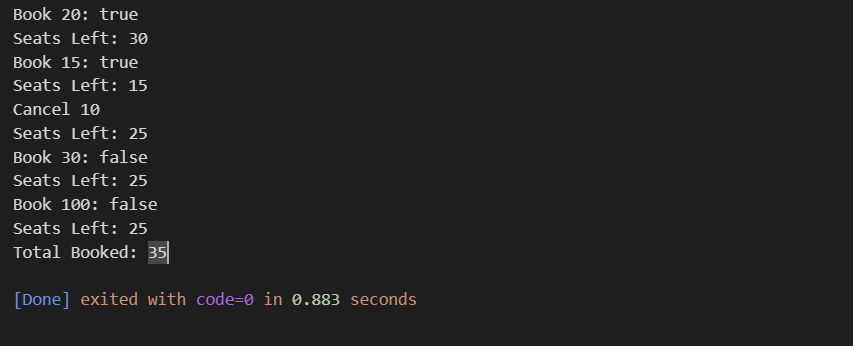 Book 20: true
Seats Left: 30
Book 15: true
Seats Left: 15
Cancel 10
Seats Left: 25
Book 30: false
Seats Left: 25
Book 100: false
Seats Left: 25
Total Booked: 35
[Done] exited with code=0 in 0.883 seconds